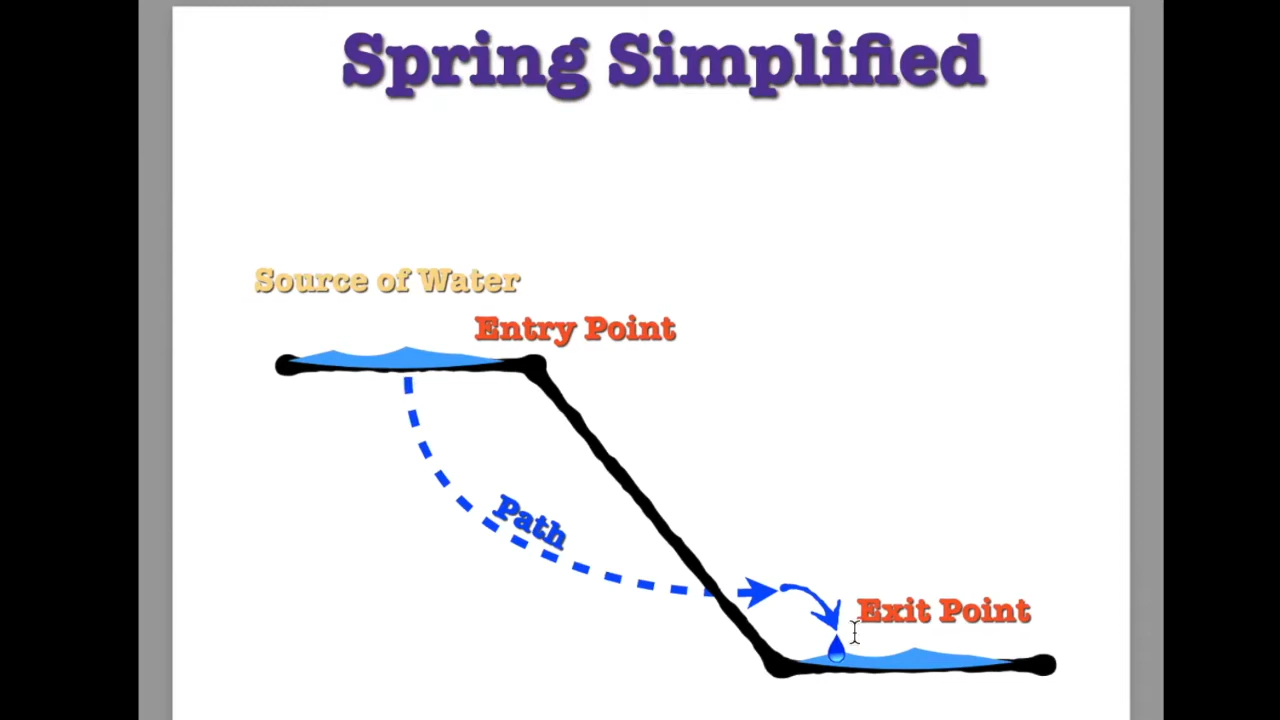 Spring Simplified
Source of Water
Entry Point
Path
Exit Point